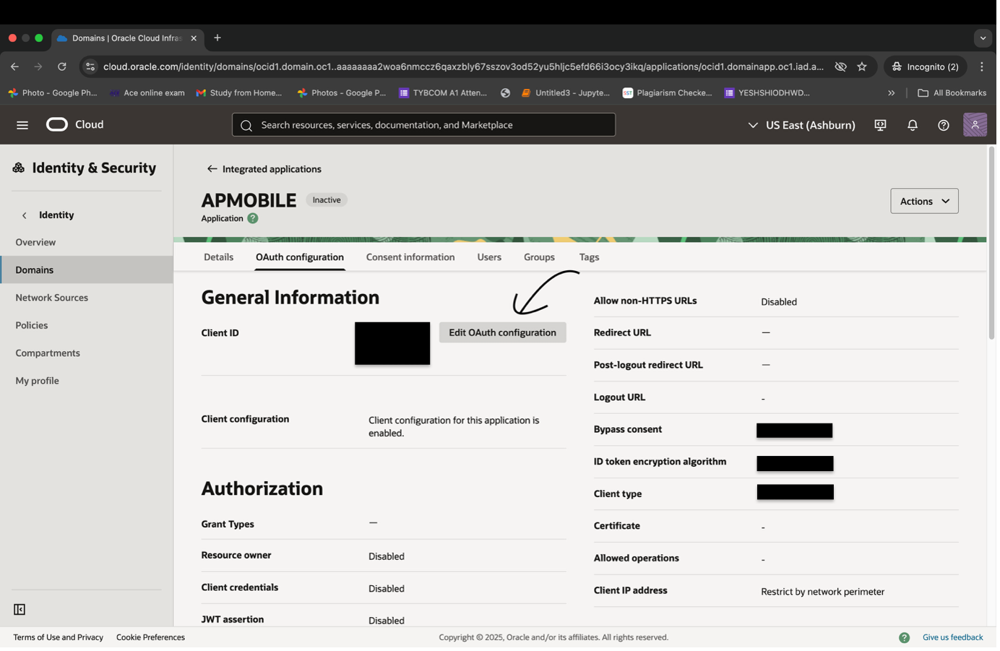 Domains | Oracle Cloud Infras
cloud.oracle.com/identity/domains/ocid1.domain.oc1..aaaaaaaa2woa6nmccz6qaxzbly67sszov3od52yu5hljc5efd66i3ocy3ikq/applications/ocid1.domainapp.oc1.iad.a...
Incognito (2)
Photo - Google Ph...
Ace online exam
Study from Home...
Photos - Google P...
TYBCOM A1 Atten...
Untitled3 - Jupyte...
SST
Plagiarism Checke...
YESHSHIODHWD...
All Bookmarks
Cloud
Search resources, services, documentation, and Marketplace
US East (Ashburn)
Identity & Security
Identity
Overview
Domains
Network Sources
Policies
Compartments
My profile
Integrated applications
APMOBILE Inactive
Application ?
Actions
Details OAuth configuration Consent information Users Groups Tags
General Information
Client ID
Edit OAuth configuration
Client configuration
Client configuration for this application is
enabled.
Authorization
Grant Types —
Resource owner Disabled
Client credentials Disabled
JWT assertion Disabled
Allow non-HTTPS URLs Disabled
Redirect URL —
Post-logout redirect URL —
Logout URL -
Bypass consent
ID token encryption algorithm
Client type
Certificate -
Allowed operations -
Client IP address Restrict by network perimeter
Terms of Use and Privacy Cookie Preferences
Copyright © 2025, Oracle and/or its affiliates. All rights reserved.
? Give us feedback